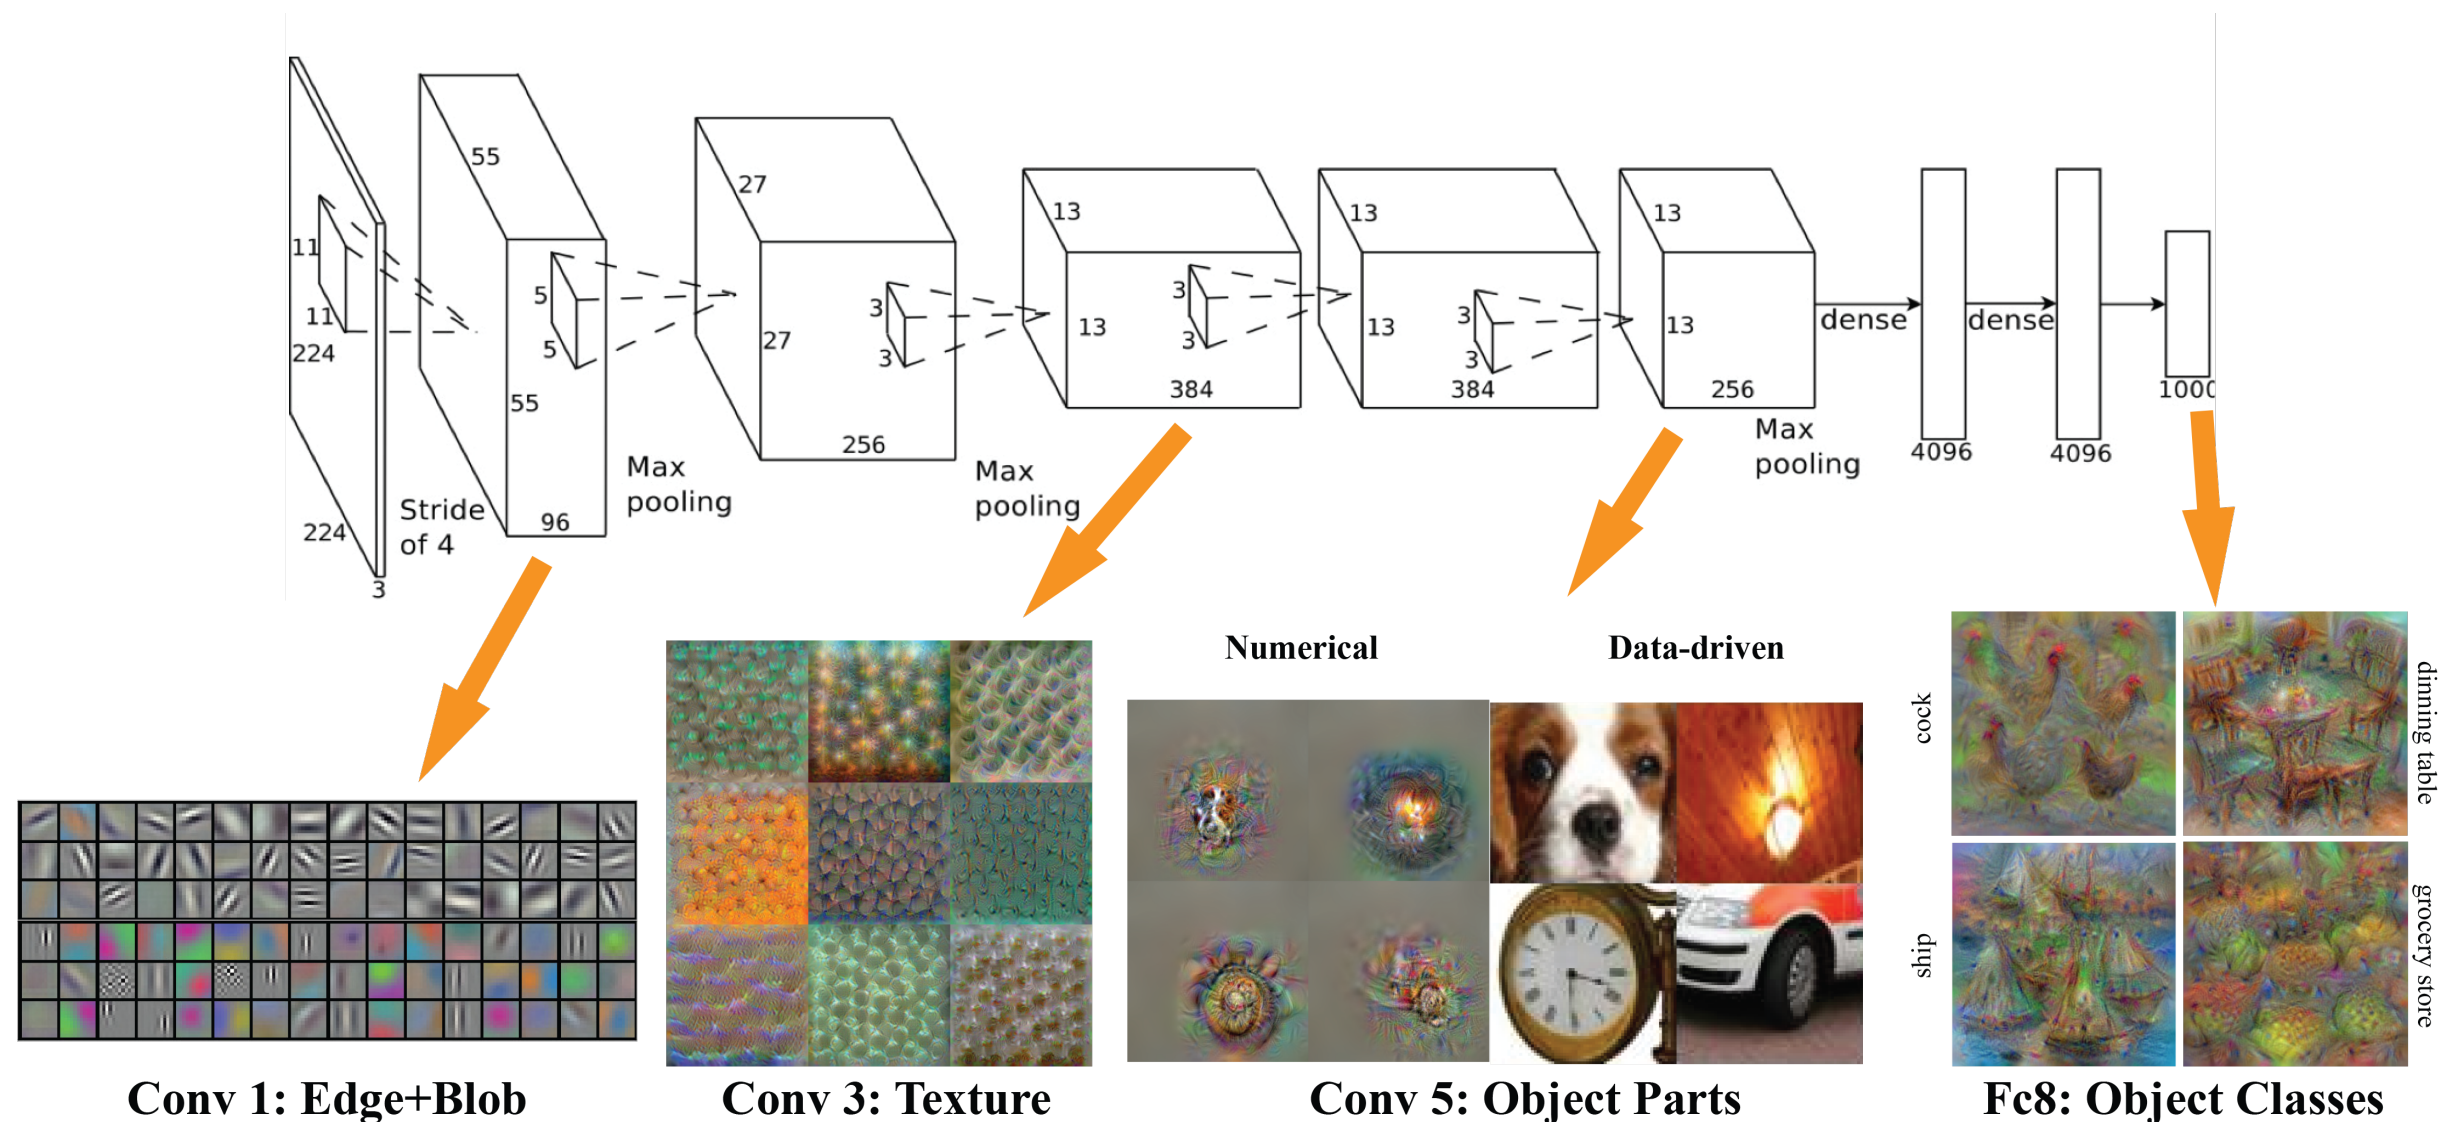 11
11
224
224
3
Stride
of 4
55
55
5
5
96
Max
pooling
27
27
3
3
256
Max
pooling
13
13
3
3
384
13
13
3
3
384
13
13
256
Max
pooling
dense
4096
dense
4096
1000
Numerical
Data-driven
cock
dinning table
ship
grocery store
Conv 1: Edge+Blob
Conv 3: Texture
Conv 5: Object Parts
Fc8: Object Classes